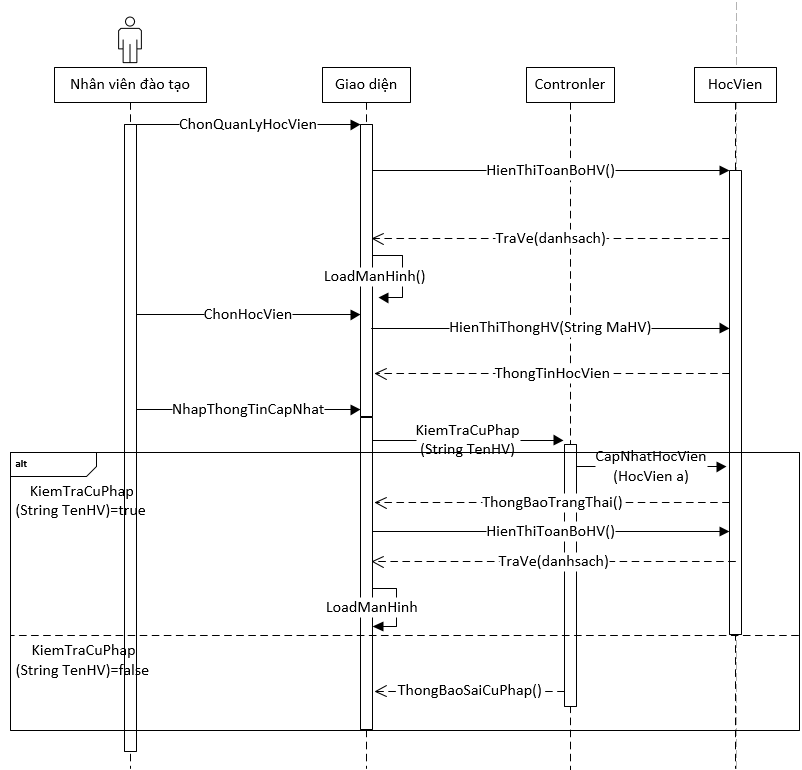 Nhân viên đào tạo
Giao diện
Contronler
HocVien
ChonQuanLyHocVien
HienThiToanBoHV()
TraVe(danhsach)
LoadManHinh()
ChonHocVien
HienThiThongHV(String MaHV)
ThongTinHocVien
NhapThongTinCapNhat
KiemTraCuPhap
(String TenHV)
alt
CapNhatHocVien
(HocVien a)
KiemTraCuPhap
(String TenHV)=true
ThongBaoTrangThai()
HienThiToanBoHV()
TraVe(danhsach)
LoadManHinh
KiemTraCuPhap
(String TenHV)=false
ThongBaoSaiCuPhap()